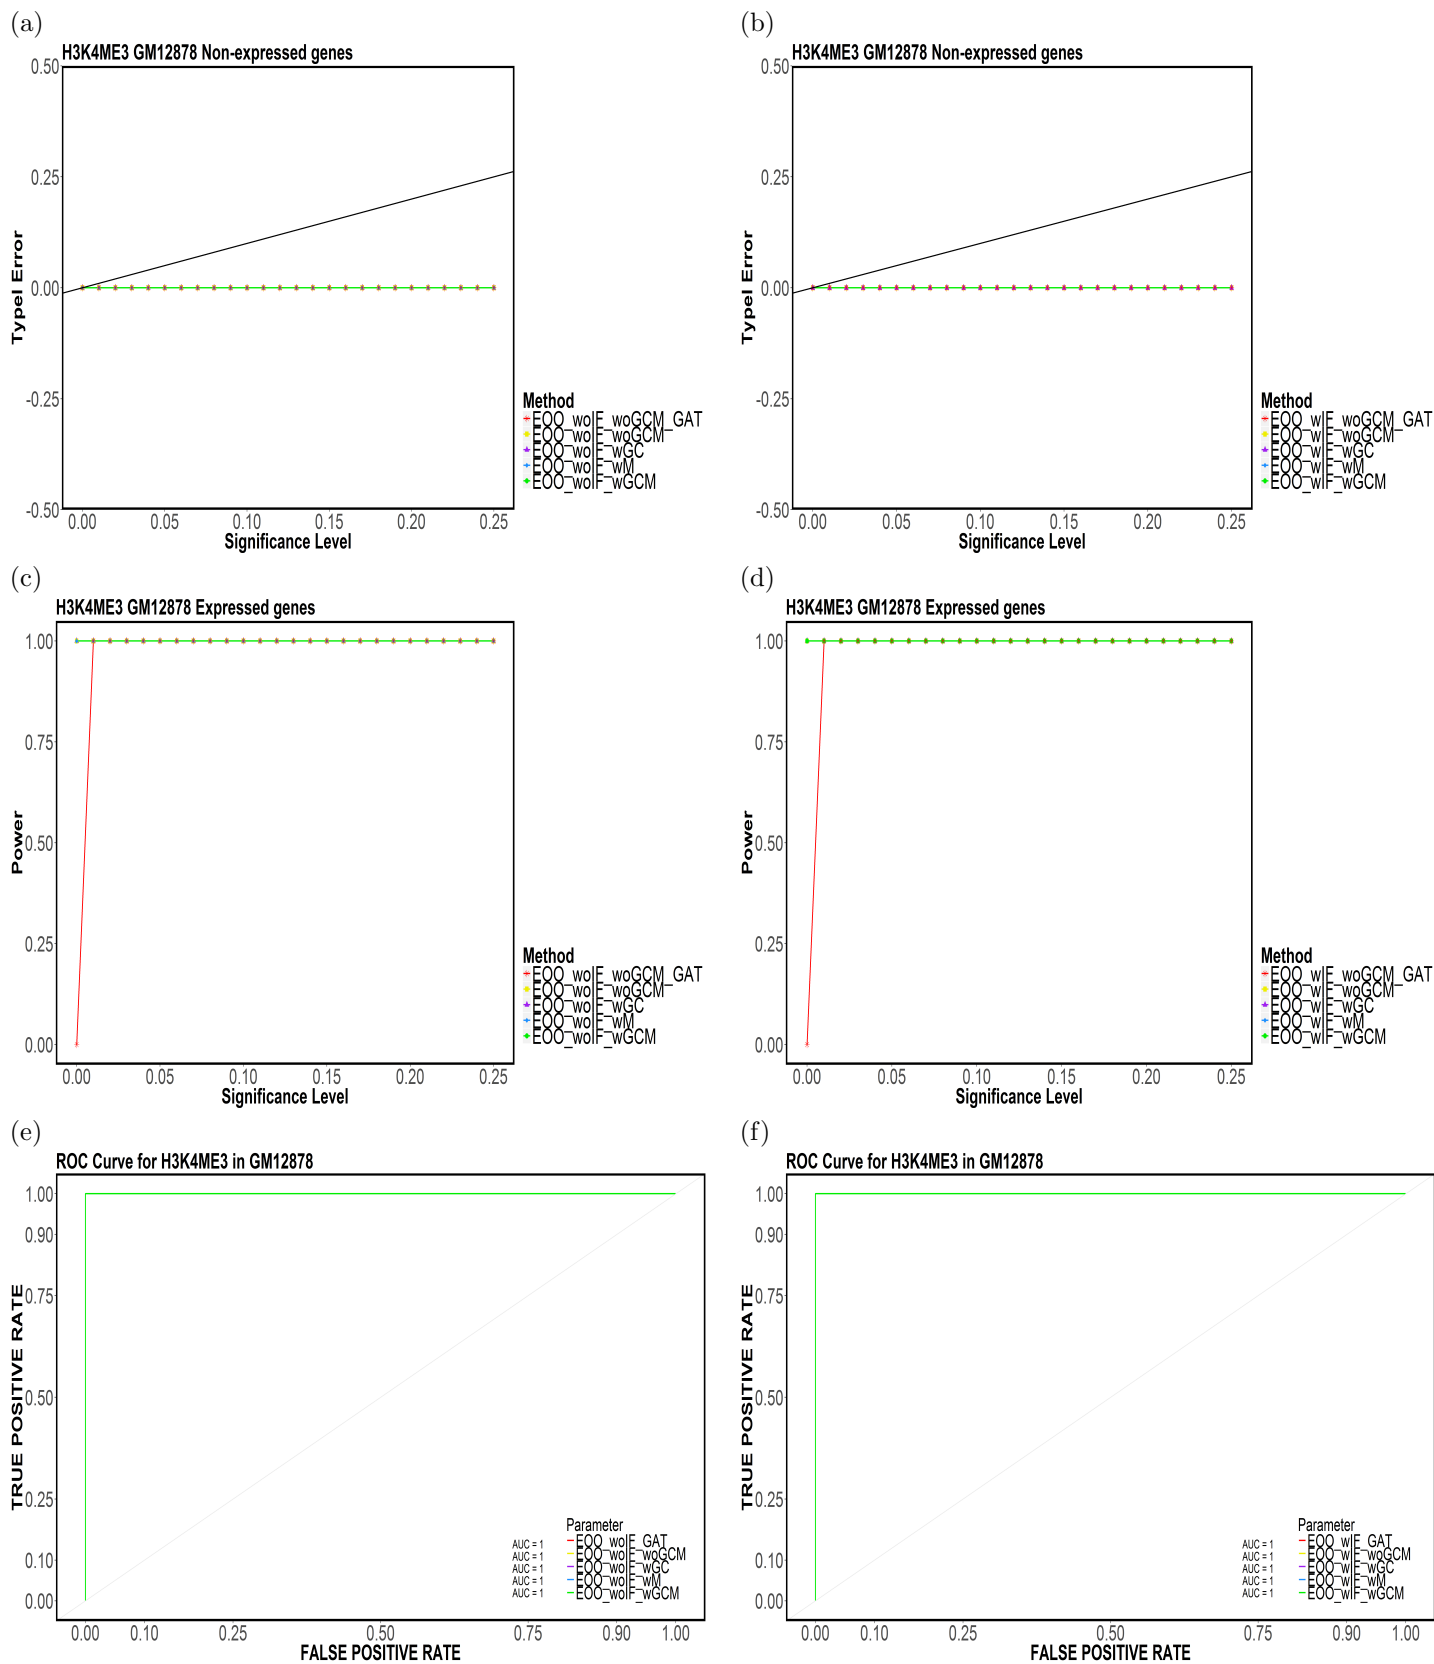 (a)
H3K4ME3 GM12878 Non-expressed genes
0.50
0.25
0.00
-0.25
-0.50
TypeI Error
0.00 0.05 0.10 0.15 0.20 0.25
Significance Level
Method
EOO_woIF_woGCM_GAT
EOO_woIF_woGCM
EOO_woIF_wGC
EOO_woIF_wM
EOO_woIF_wGCM
(b)
H3K4ME3 GM12878 Non-expressed genes
0.50
0.25
0.00
-0.25
-0.50
TypeI Error
0.00 0.05 0.10 0.15 0.20 0.25
Significance Level
Method
EOO_wIF_woGCM_GAT
EOO_wIF_woGCM
EOO_wIF_wGC
EOO_wIF_wM
EOO_wIF_wGCM
(c)
H3K4ME3 GM12878 Expressed genes
1.00
0.75
0.50
0.25
0.00
Power
0.00 0.05 0.10 0.15 0.20 0.25
Significance Level
Method
EOO_woIF_woGCM_GAT
EOO_woIF_woGCM
EOO_woIF_wGC
EOO_woIF_wM
EOO_woIF_wGCM
(d)
H3K4ME3 GM12878 Expressed genes
1.00
0.75
0.50
0.25
0.00
Power
0.00 0.05 0.10 0.15 0.20 0.25
Significance Level
Method
EOO_wIF_woGCM_GAT
EOO_wIF_woGCM
EOO_wIF_wGC
EOO_wIF_wM
EOO_wIF_wGCM
(e)
ROC Curve for H3K4ME3 in GM12878
1.00
0.90
0.75
0.50
0.25
0.10
0.00
TRUE POSITIVE RATE
Parameter
AUC = 1 EOO_woIF_GAT
AUC = 1 EOO_woIF_woGCM
AUC = 1 EOO_woIF_wGC
AUC = 1 EOO_woIF_wM
AUC = 1 EOO_woIF_wGCM
0.00 0.10 0.25 0.50 0.75 0.90 1.00
FALSE POSITIVE RATE
(f)
ROC Curve for H3K4ME3 in GM12878
1.00
0.90
0.75
0.50
0.25
0.10
0.00
TRUE POSITIVE RATE
Parameter
AUC = 1 EOO_wIF_GAT
AUC = 1 EOO_wIF_woGCM
AUC = 1 EOO_wIF_wGC
AUC = 1 EOO_wIF_wM
AUC = 1 EOO_wIF_wGCM
0.00 0.10 0.25 0.50 0.75 0.90 1.00
FALSE POSITIVE RATE